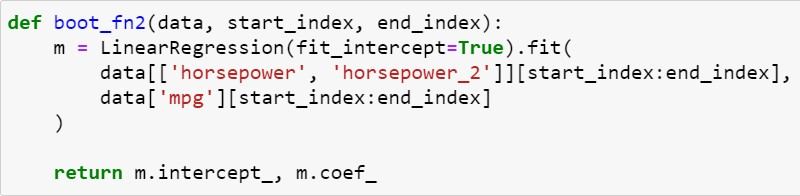 def boot_fn2(data, start_index, end_index):
    m = LinearRegression(fit_intercept=True).fit(
        data[['horsepower', 'horsepower_2']][start_index:end_index],
        data['mpg'][start_index:end_index]
    )
    return m.intercept_, m.coef_